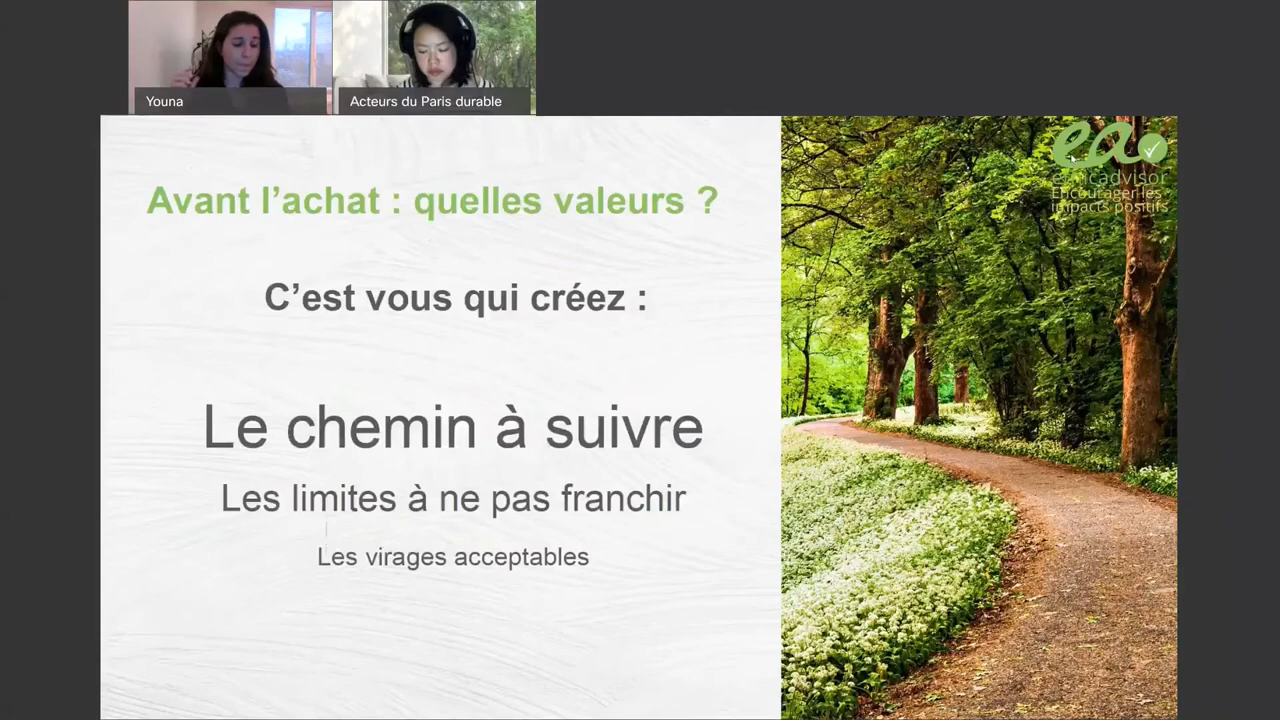 Youna
Acteurs du Paris durable
Avant l'achat : quelles valeurs ?
C'est vous qui créez :
Le chemin à suivre
Les limites à ne pas franchir
Les virages acceptables
ea
ethicadvisor
Encourager les
impacts positifs